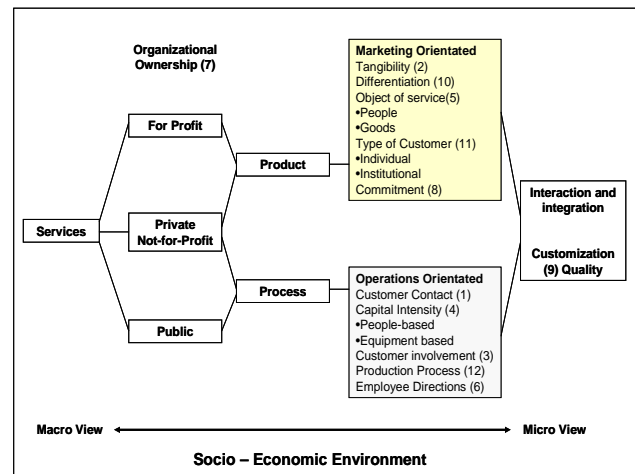 Organizational
Ownership (7)
Services
For Profit
Private
Not-for-Profit
Public
Product
Process
Marketing Orientated
Tangibility (2)
Differentiation (10)
Object of service(5)
•People
•Goods
Type of Customer (11)
•Individual
•Institutional
Commitment (8)
Operations Orientated
Customer Contact (1)
Capital Intensity (4)
•People-based
•Equipment based
Customer involvement (3)
Production Process (12)
Employee Directions (6)
Interaction and
integration
Customization
(9) Quality
Macro View
Micro View
Socio – Economic Environment